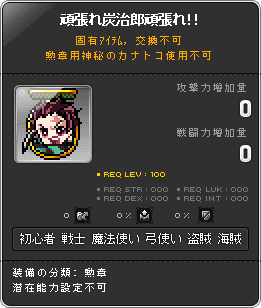 頑張れ炭治郎頑張れ!!
固有ｱｲﾃﾑ, 交換不可
勲章用神秘のカナトコ使用不可
攻撃力増加量
0
戦闘力増加量
0
REQ LEV : 100
REQ STR : 000 REQ LUK : 000
REQ DEX : 000 REQ INT : 000
0 0% 0%
初心者 戦士 魔法使い 弓使い 盗賊 海賊
装備の分類: 勲章
潜在能力設定不可